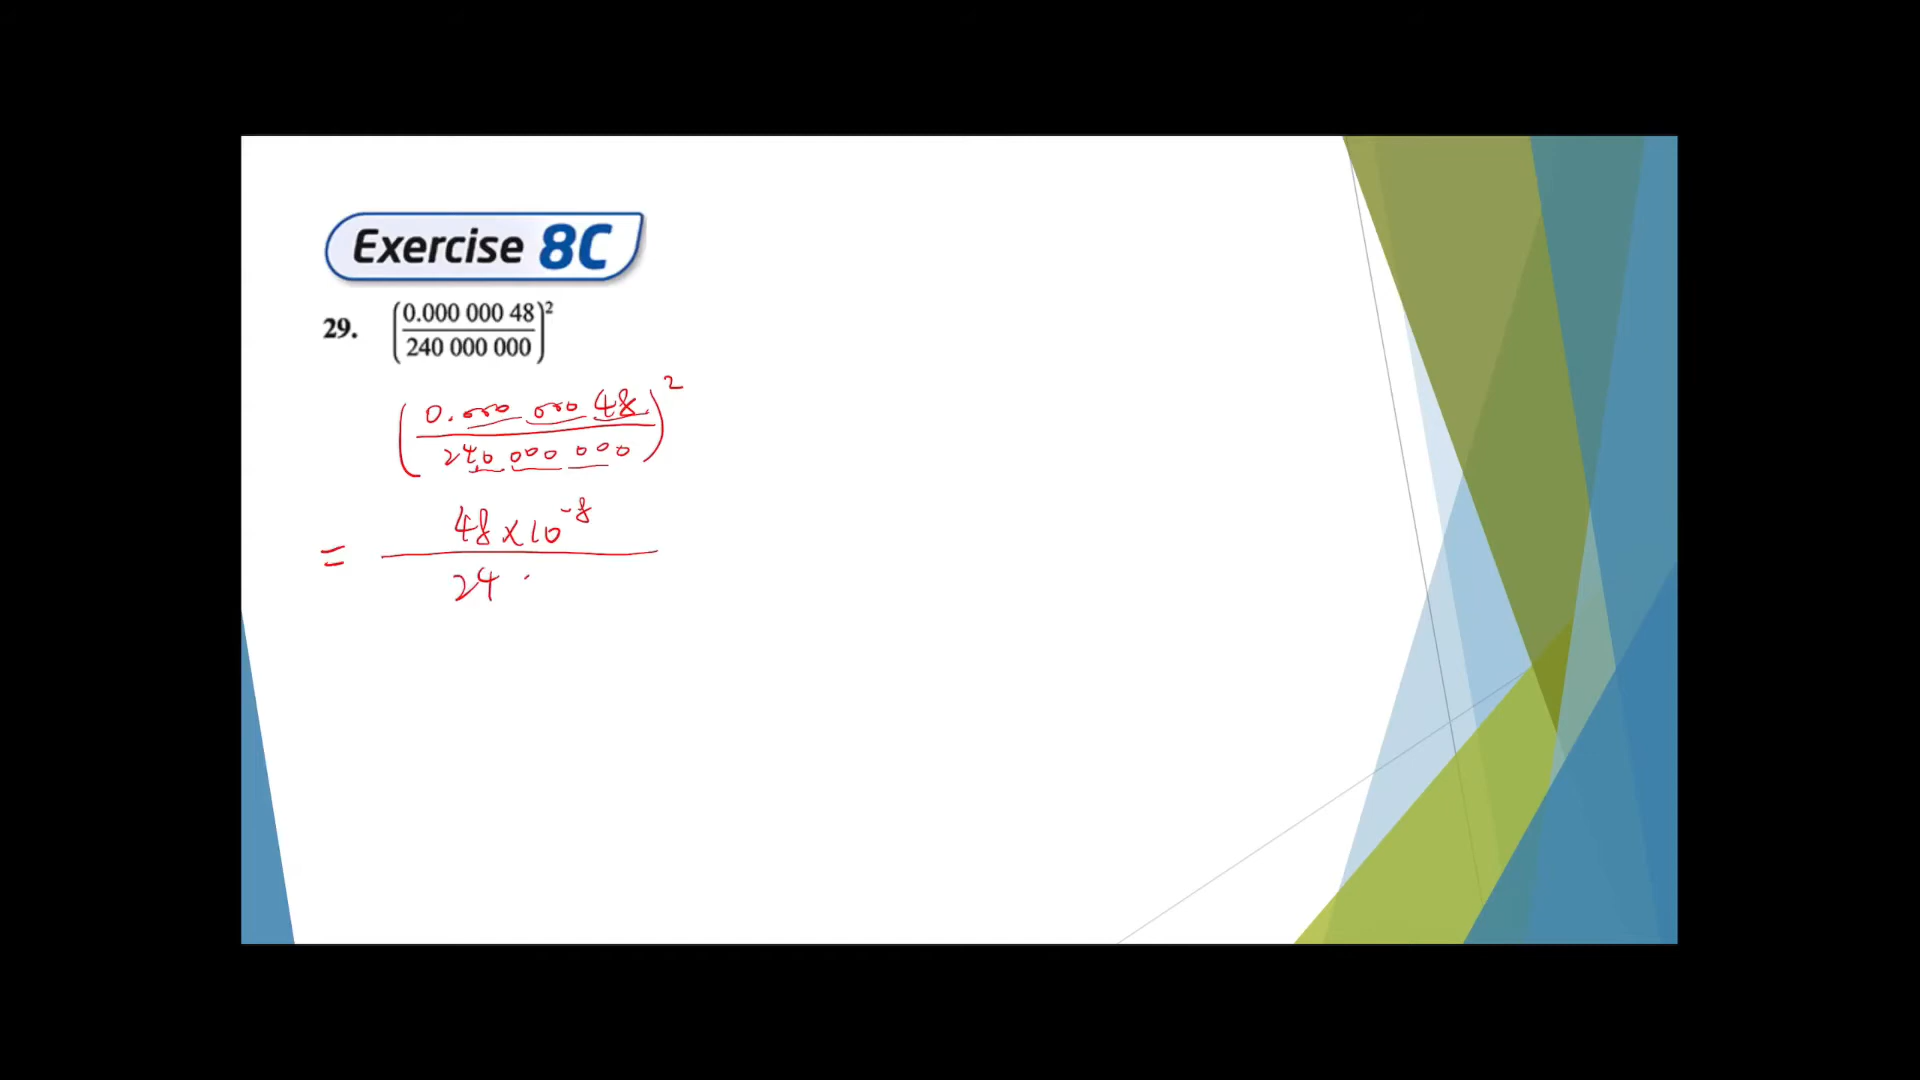 Exercise 8C
29. (0.000 000 48 / 240 000 000)²
(0.000 000 48 / 240 000 000)²
= 48 × 10⁻⁸ / 24 ·